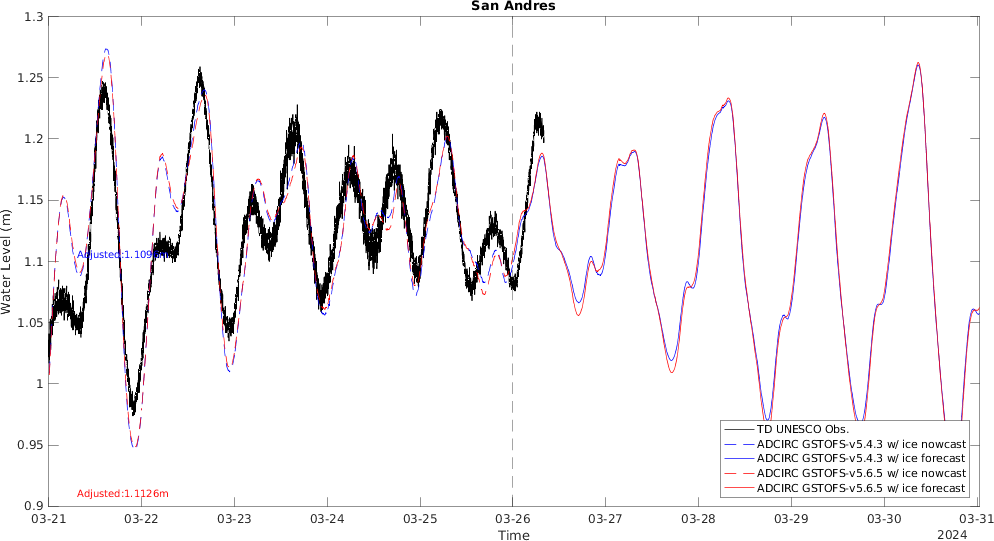 San Andres
1.3
1.25
1.2
1.15
1.1
1.05
1
0.95
0.9
Water Level (m)
Adjusted:1.109
Adjusted:1.1126m
TD UNESCO Obs.
ADCIRC GSTOFS-v5.4.3 w/ ice nowcast
ADCIRC GSTOFS-v5.4.3 w/ ice forecast
ADCIRC GSTOFS-v5.6.5 w/ ice nowcast
ADCIRC GSTOFS-v5.6.5 w/ ice forecast
03-21 03-22 03-23 03-24 03-25 03-26 03-27 03-28 03-29 03-30 03-31
Time
2024